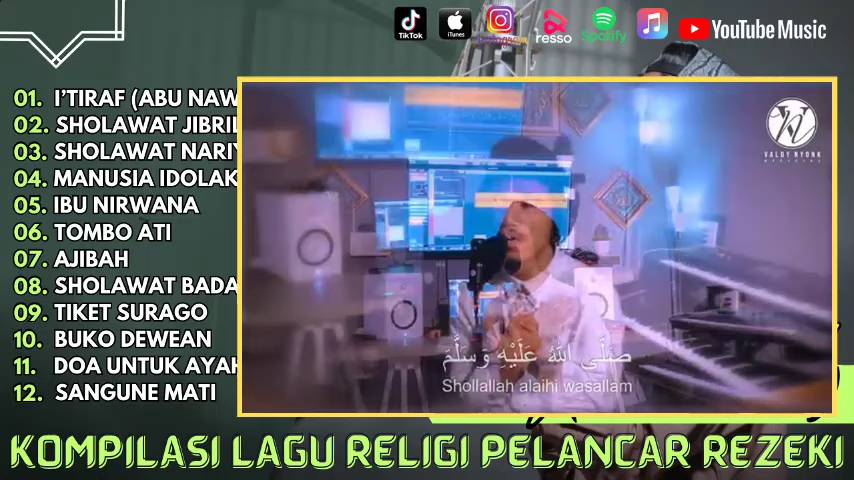 TikTok
iTunes
Instagram
resso
Spotify
YouTube Music
01. I'TIRAF (ABU NAW
02. SHOLAWAT JIBRIL
03. SHOLAWAT NARIY
04. MANUSIA IDOLAK
05. IBU NIRWANA
06. TOMBO ATI
07. AJIBAH
08. SHOLAWAT BADA
09. TIKET SURAGO
10. BUKO DEWEAN
11. DOA UNTUK AYAH
12. SANGUNE MATI
VALDY NYONK
OFFICIAL
صَلَّى اللهُ عَلَيْهِ وَسَلَّمَ
Shollallah alaihi wasallam
KOMPILASI LAGU RELIGI PELANCAR REZEKI